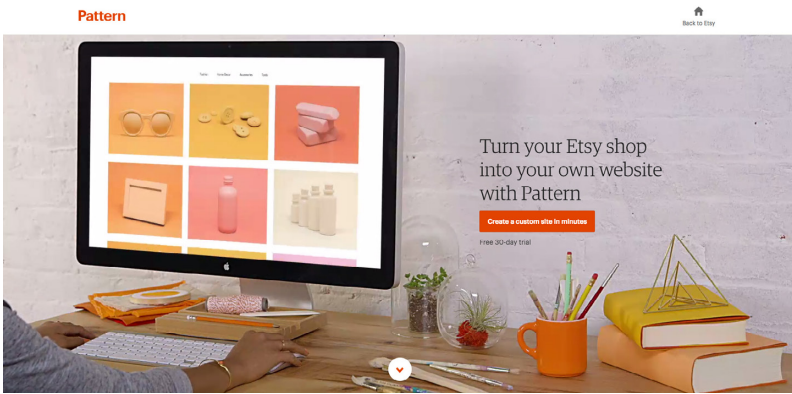 Pattern
Back to Etsy
Turn your Etsy shop
into your own website
with Pattern
Create a custom site in minutes
Free 30-day trial